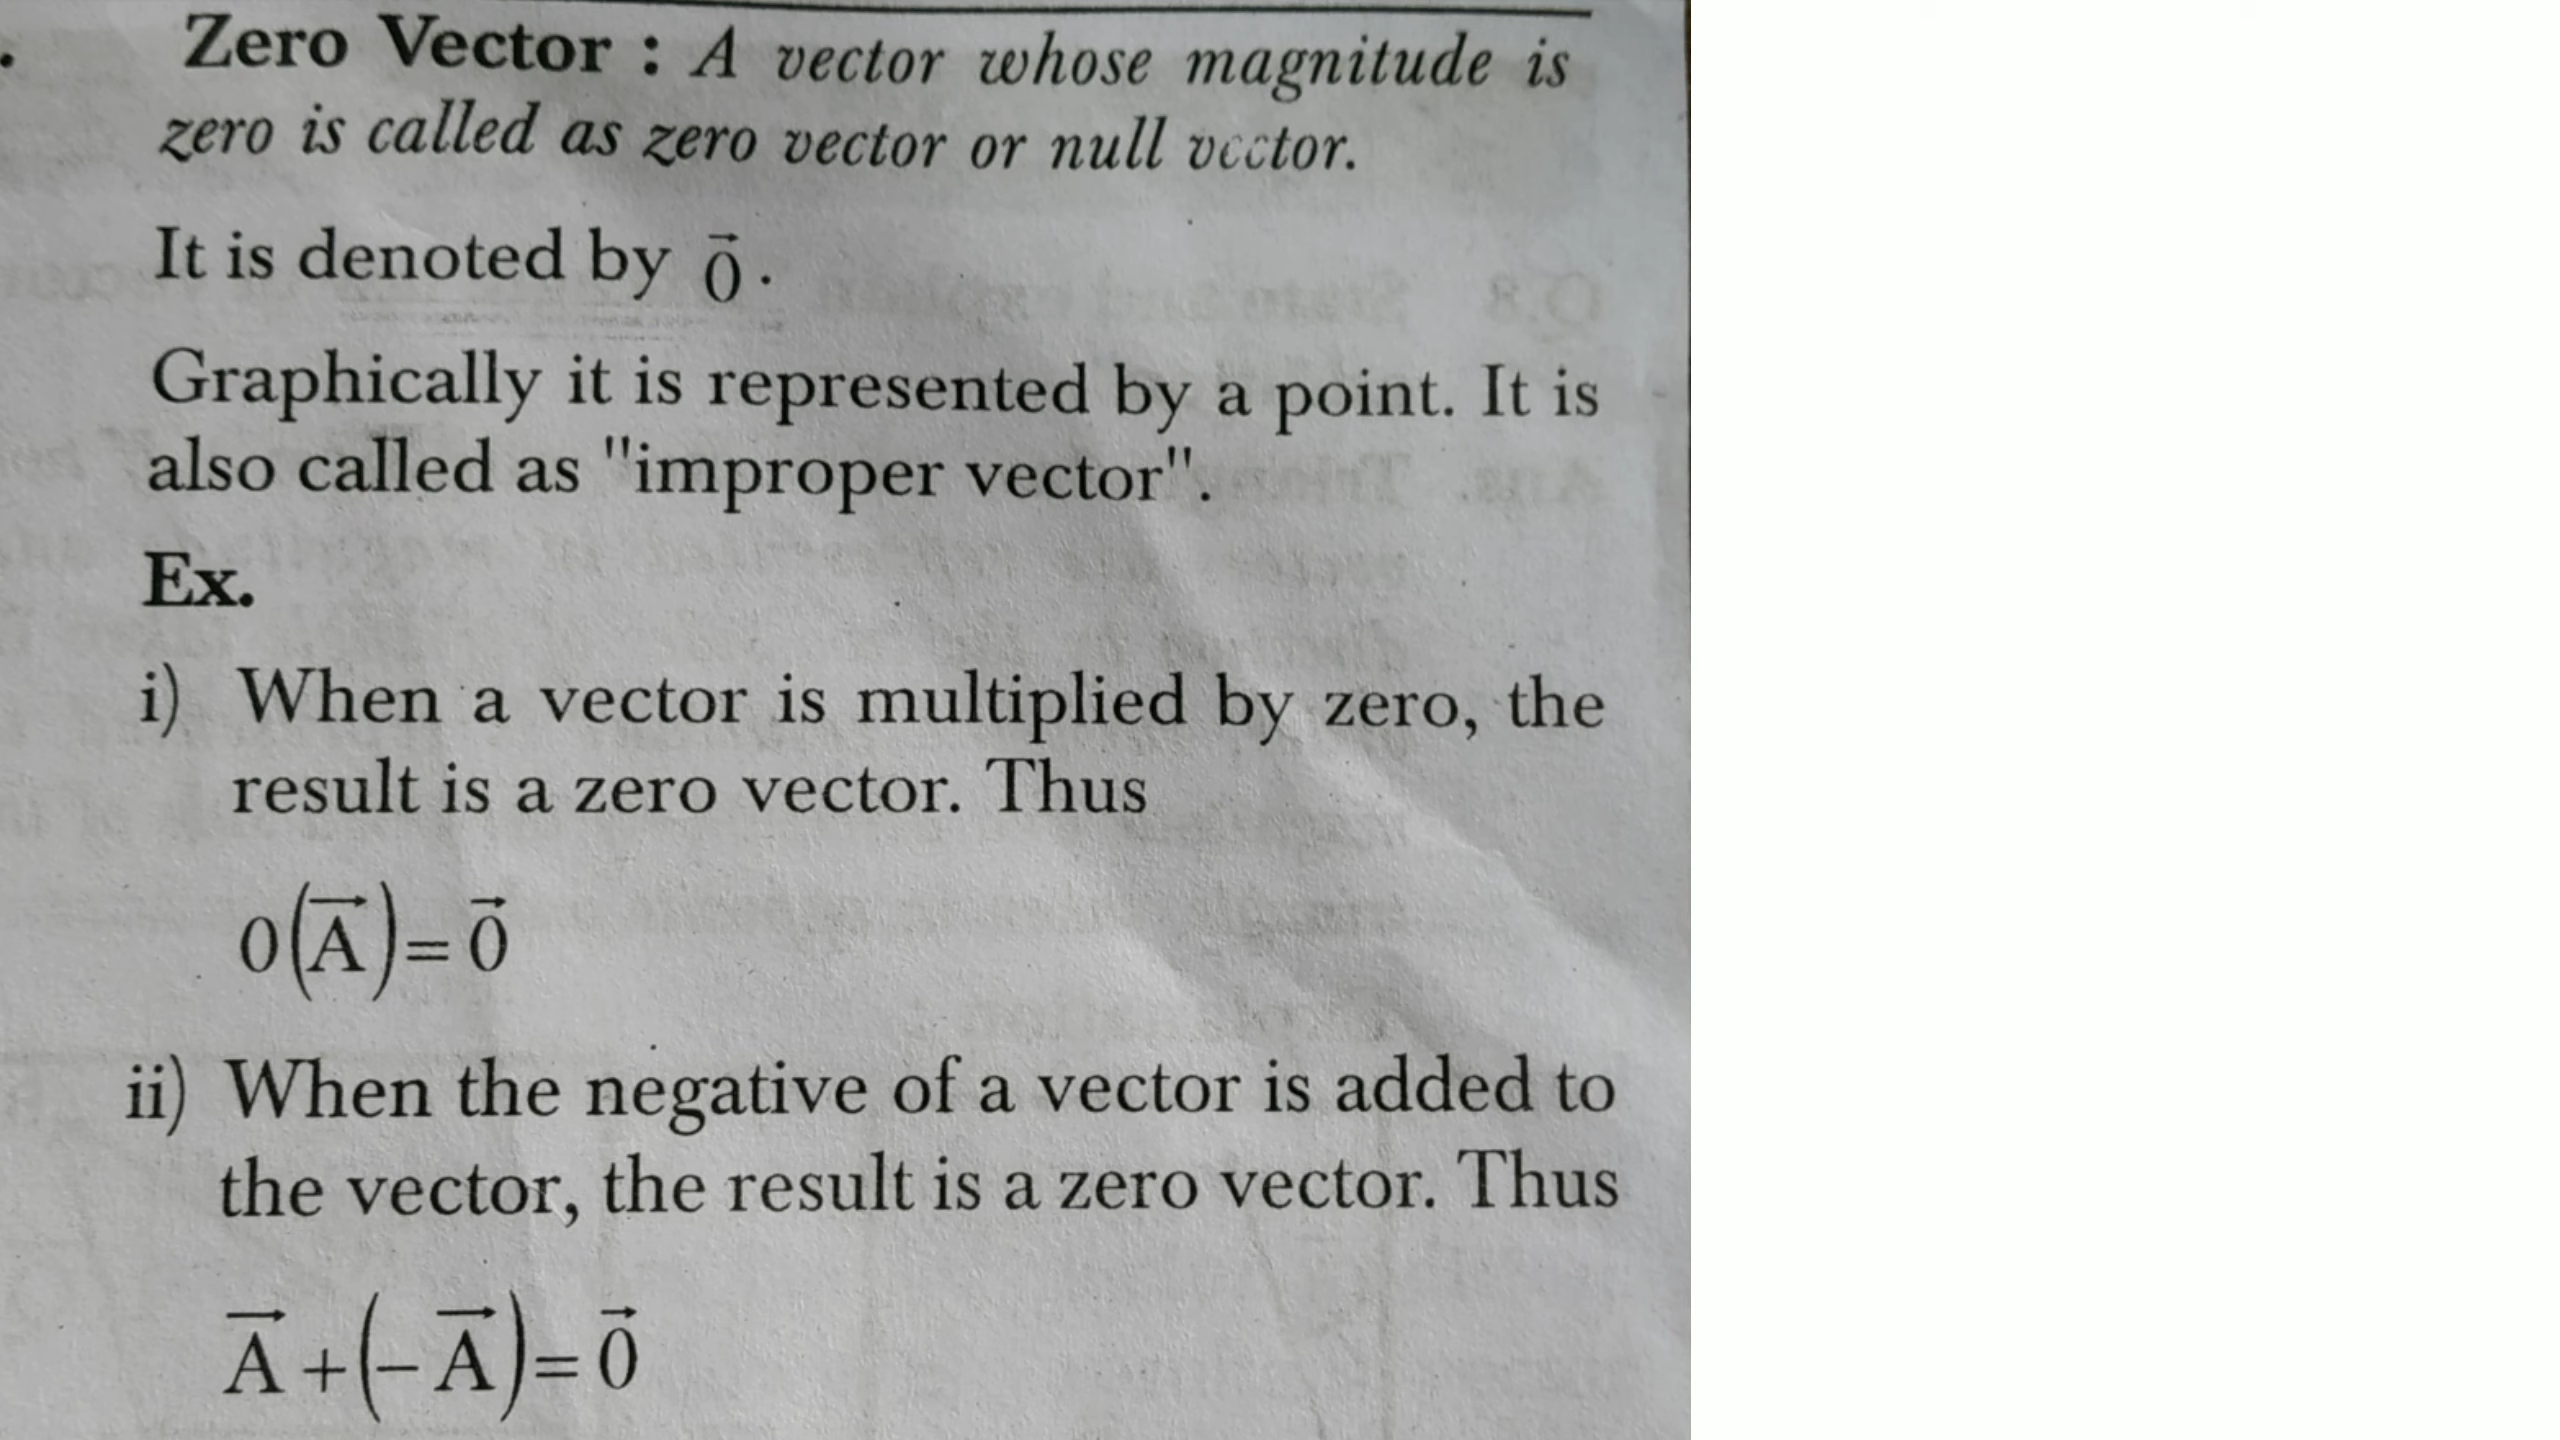 Zero Vector : A vector whose magnitude is
zero is called as zero vector or null vector.
It is denoted by 0⃗ .
Graphically it is represented by a point. It is
also called as "improper vector".
Ex.
i) When a vector is multiplied by zero, the
result is a zero vector. Thus
0(A⃗) = 0⃗
ii) When the negative of a vector is added to
the vector, the result is a zero vector. Thus
A⃗ + (– A⃗) = 0⃗